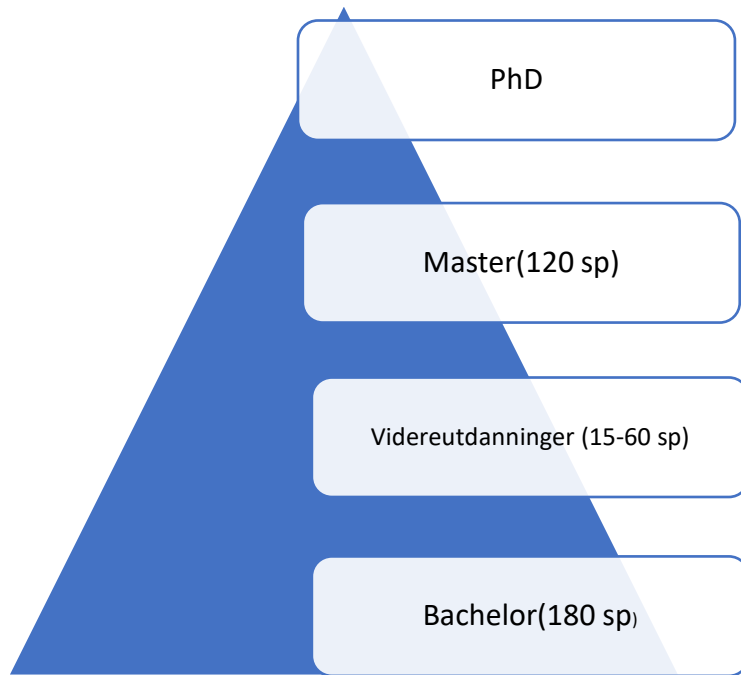 PhD
Master(120 sp)
Videreutdanninger (15-60 sp)
Bachelor(180 sp)